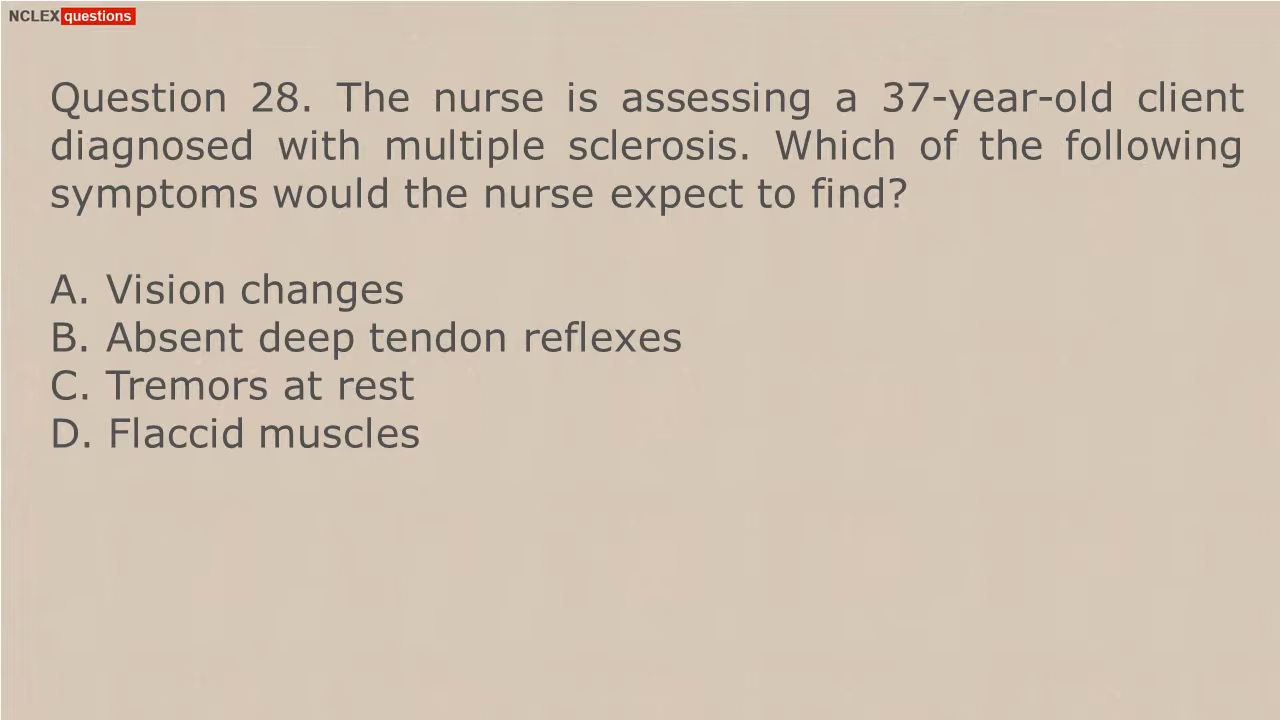 NCLEX questions
Question 28. The nurse is assessing a 37-year-old client
diagnosed with multiple sclerosis. Which of the following
symptoms would the nurse expect to find?
A. Vision changes
B. Absent deep tendon reflexes
C. Tremors at rest
D. Flaccid muscles